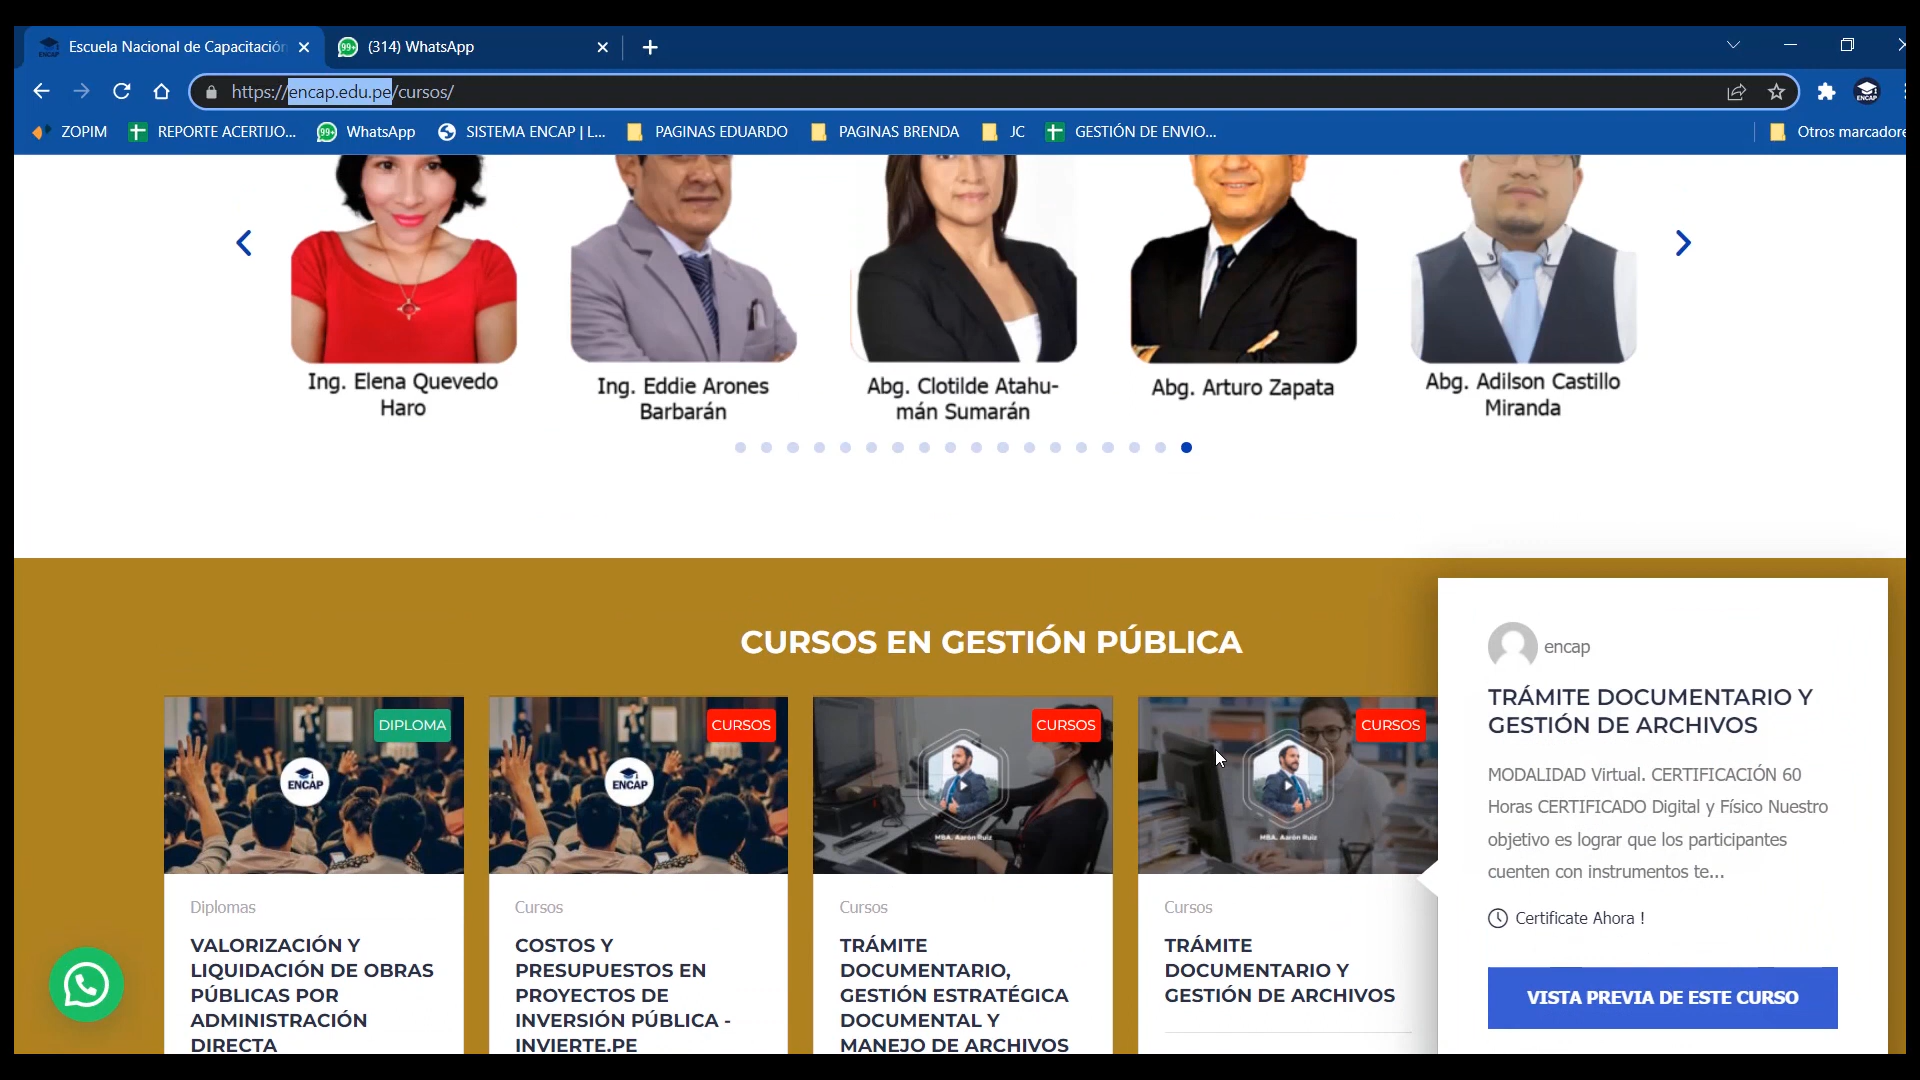 Escuela Nacional de Capacitación
(314) WhatsApp
https://encap.edu.pe/cursos/
ZOPIM
REPORTE ACERTIJO...
WhatsApp
SISTEMA ENCAP | L...
PAGINAS EDUARDO
PAGINAS BRENDA
JC
GESTIÓN DE ENVIO...
Otros marcadore
Ing. Elena Quevedo
Haro
Ing. Eddie Arones
Barbarán
Abg. Clotilde Atahu-
mán Sumarán
Abg. Arturo Zapata
Abg. Adilson Castillo
Miranda
CURSOS EN GESTIÓN PÚBLICA
DIPLOMA
ENCAP
Diplomas
VALORIZACIÓN Y
LIQUIDACIÓN DE OBRAS
PÚBLICAS POR
ADMINISTRACIÓN
DIRECTA
CURSOS
ENCAP
Cursos
COSTOS Y
PRESUPUESTOS EN
PROYECTOS DE
INVERSIÓN PÚBLICA -
INVIERTE.PE
CURSOS
MBA. Aarón Ruiz
Cursos
TRÁMITE
DOCUMENTARIO,
GESTIÓN ESTRATÉGICA
DOCUMENTAL Y
MANEJO DE ARCHIVOS
CURSOS
MBA. Aarón Ruiz
Cursos
TRÁMITE
DOCUMENTARIO Y
GESTIÓN DE ARCHIVOS
encap
TRÁMITE DOCUMENTARIO Y
GESTIÓN DE ARCHIVOS
MODALIDAD Virtual. CERTIFICACIÓN 60
Horas CERTIFICADO Digital y Físico Nuestro
objetivo es lograr que los participantes
cuenten con instrumentos te...
Certificate Ahora !
VISTA PREVIA DE ESTE CURSO